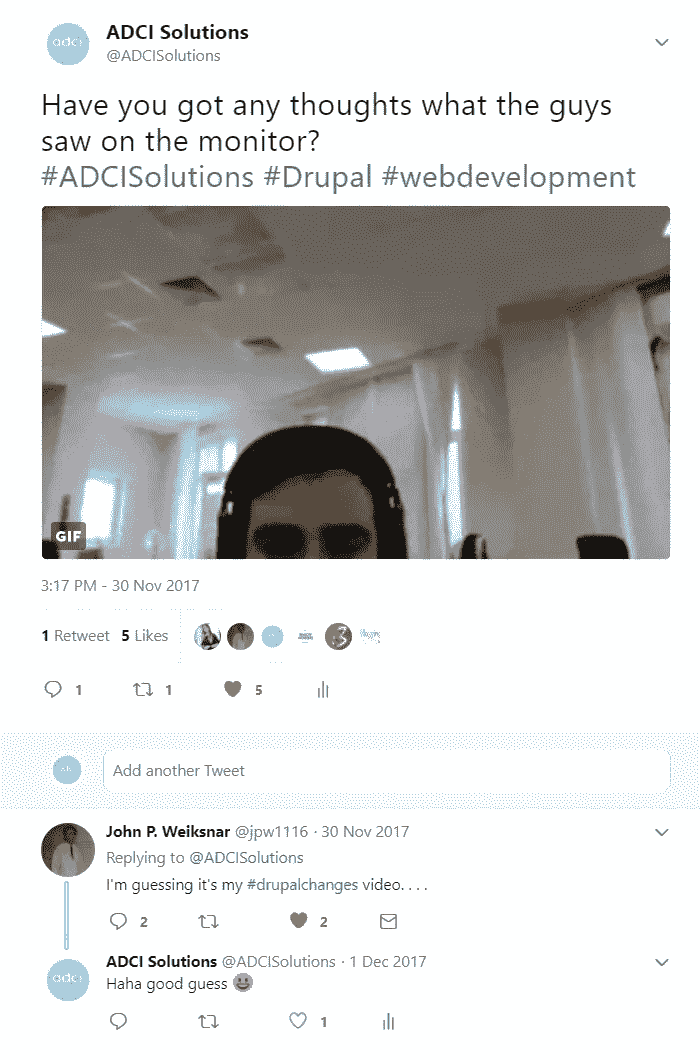 adci
ADCI Solutions
@ADCISolutions
Have you got any thoughts what the guys
saw on the monitor?
#ADCISolutions #Drupal #webdevelopment
GIF
3:17 PM - 30 Nov 2017
1 Retweet 5 Likes
1 1 5
Add another Tweet
John P. Weiksnar @jpw1116 · 30 Nov 2017
Replying to @ADCISolutions
I'm guessing it's my #drupalchanges video. . . .
2 2
adci
ADCI Solutions @ADCISolutions · 1 Dec 2017
Haha good guess
1